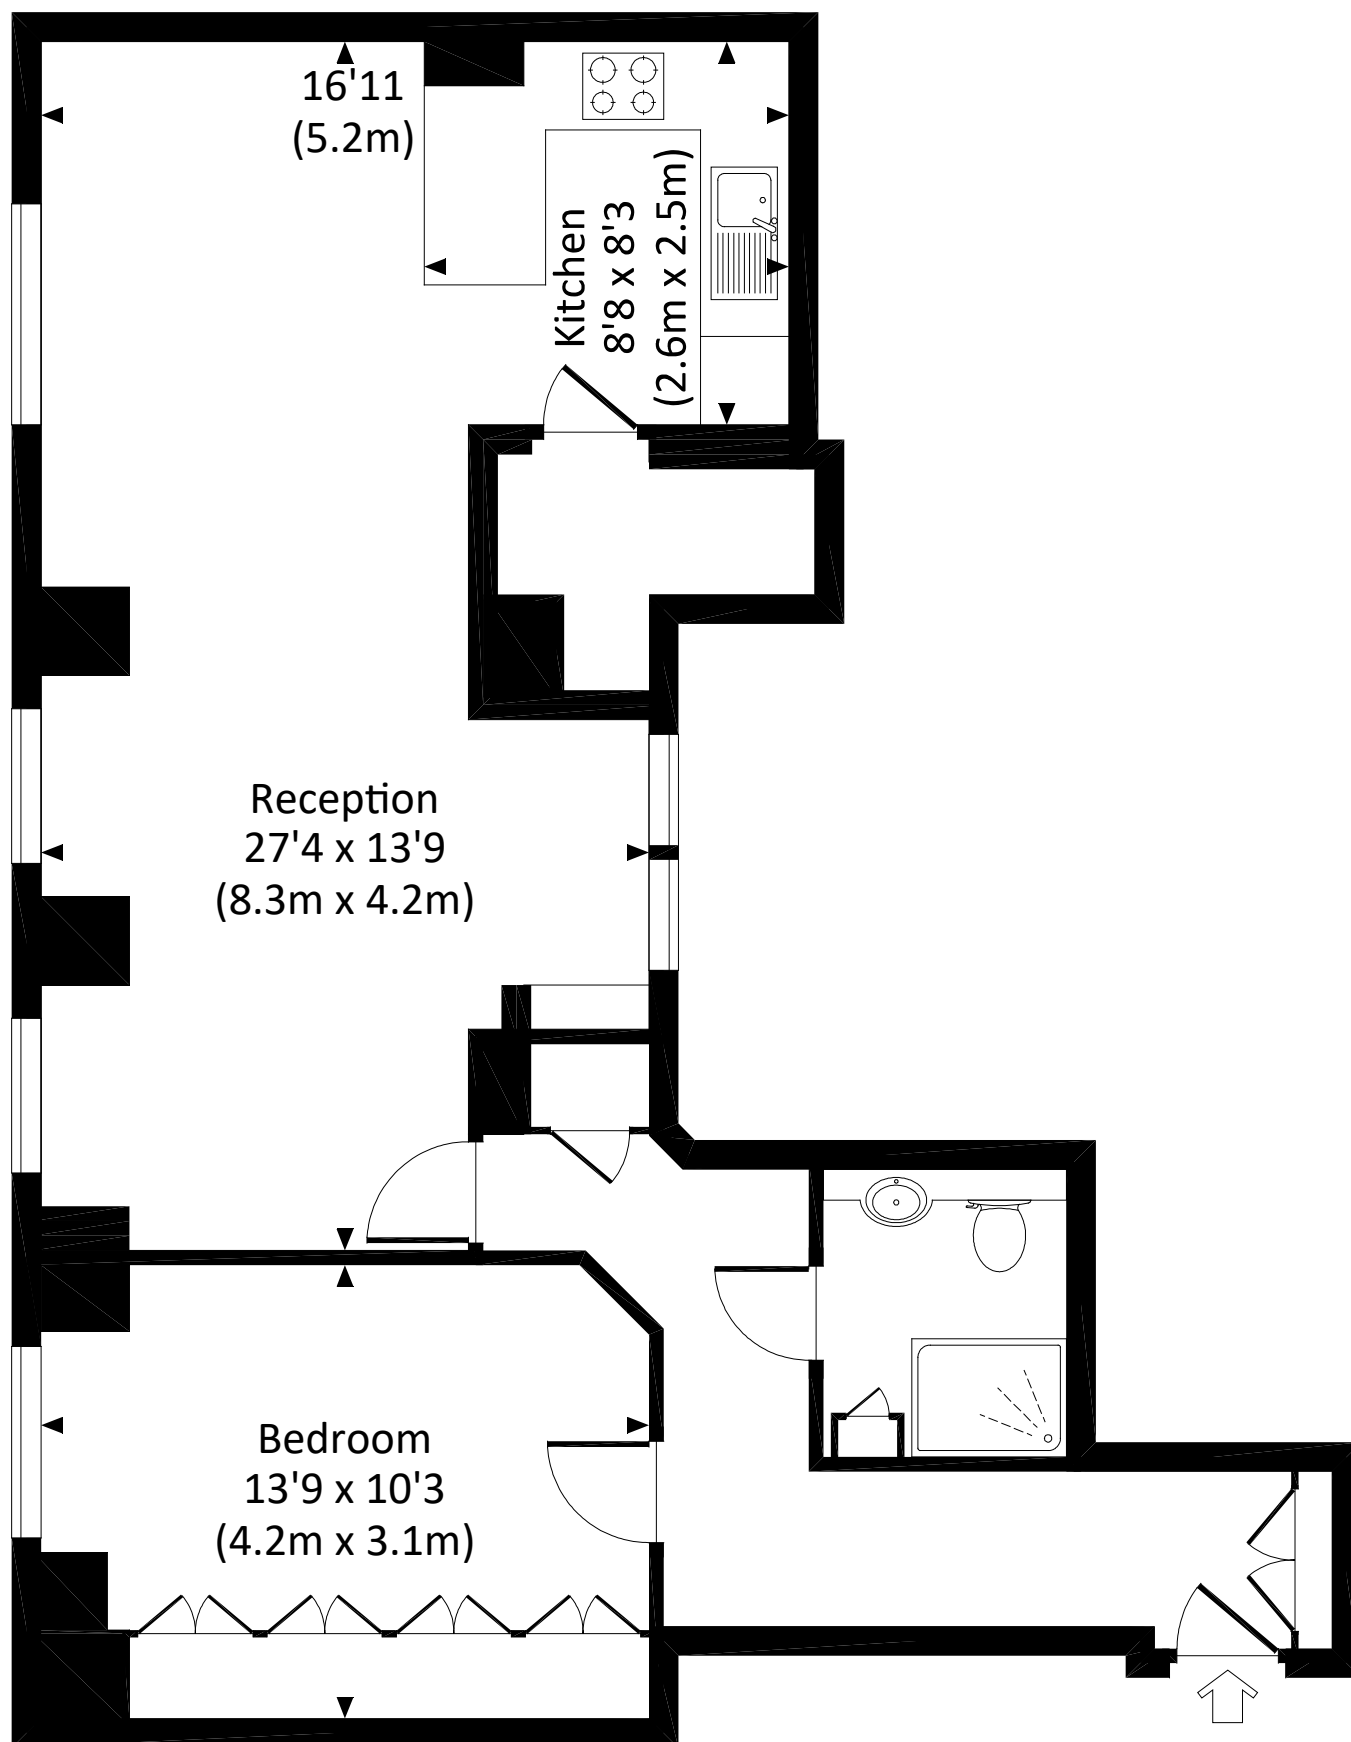 16'11
(5.2m)
Kitchen
8'8 x 8'3
(2.6m x 2.5m)
Reception
27'4 x 13'9
(8.3m x 4.2m)
Bedroom
13'9 x 10'3
(4.2m x 3.1m)